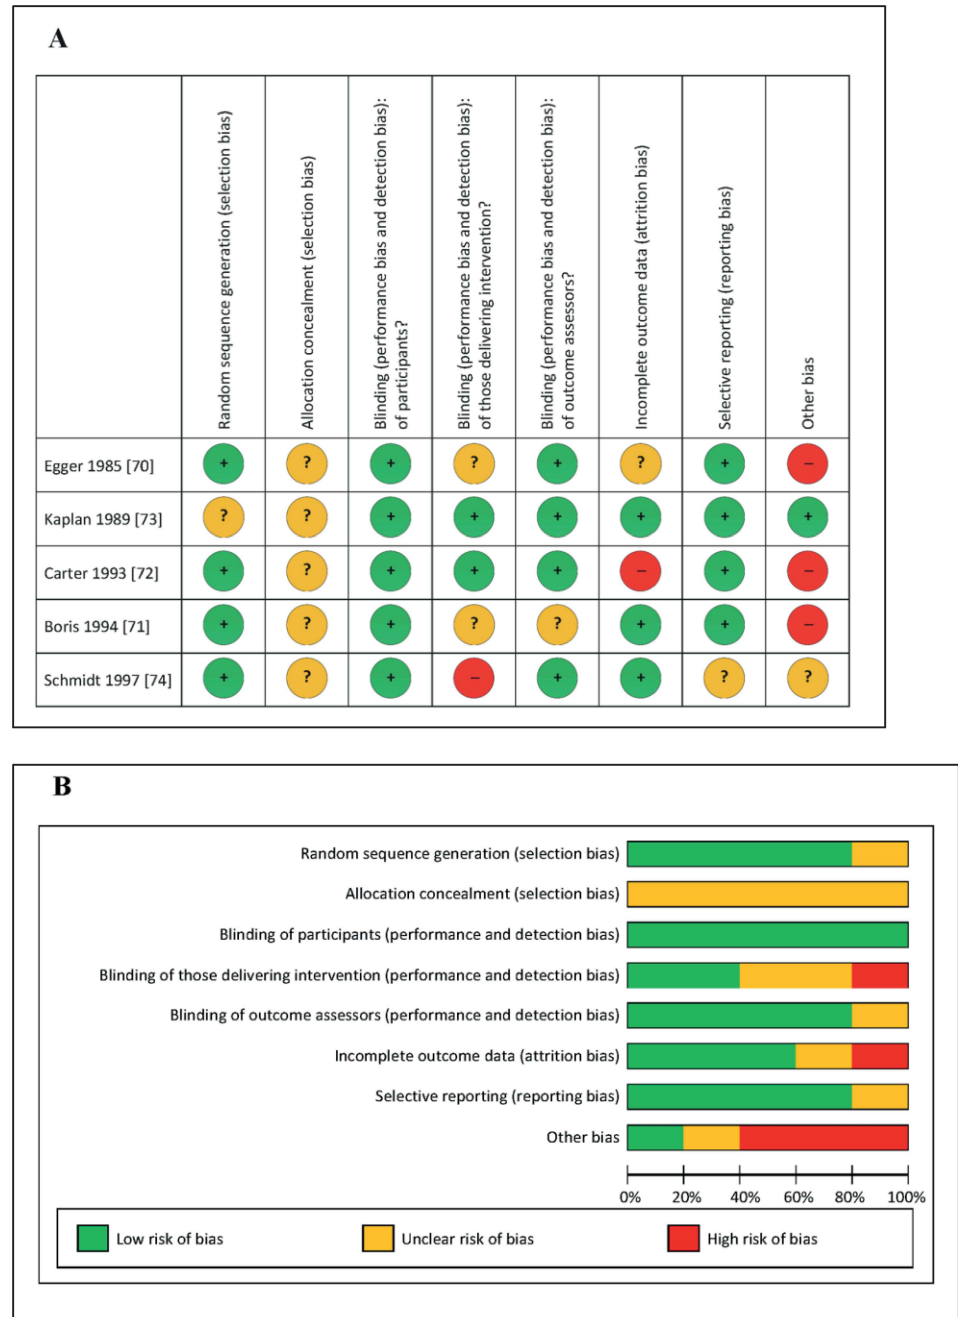 A
Random sequence generation (selection bias)
Allocation concealment (selection bias)
Blinding (performance bias and detection bias):
of participants?
Blinding (performance bias and detection bias):
of those delivering intervention?
Blinding (performance bias and detection bias):
of outcome assessors?
Incomplete outcome data (attrition bias)
Selective reporting (reporting bias)
Other bias
Egger 1985 [70] + ? + ? + ? + −
Kaplan 1989 [73] ? ? + + + + + +
Carter 1993 [72] + ? + + + − + −
Boris 1994 [71] + ? + ? ? + + −
Schmidt 1997 [74] + ? + − + + ? ?
B
Random sequence generation (selection bias)
Allocation concealment (selection bias)
Blinding of participants (performance and detection bias)
Blinding of those delivering intervention (performance and detection bias)
Blinding of outcome assessors (performance and detection bias)
Incomplete outcome data (attrition bias)
Selective reporting (reporting bias)
Other bias
0% 20% 40% 60% 80% 100%
Low risk of bias Unclear risk of bias High risk of bias